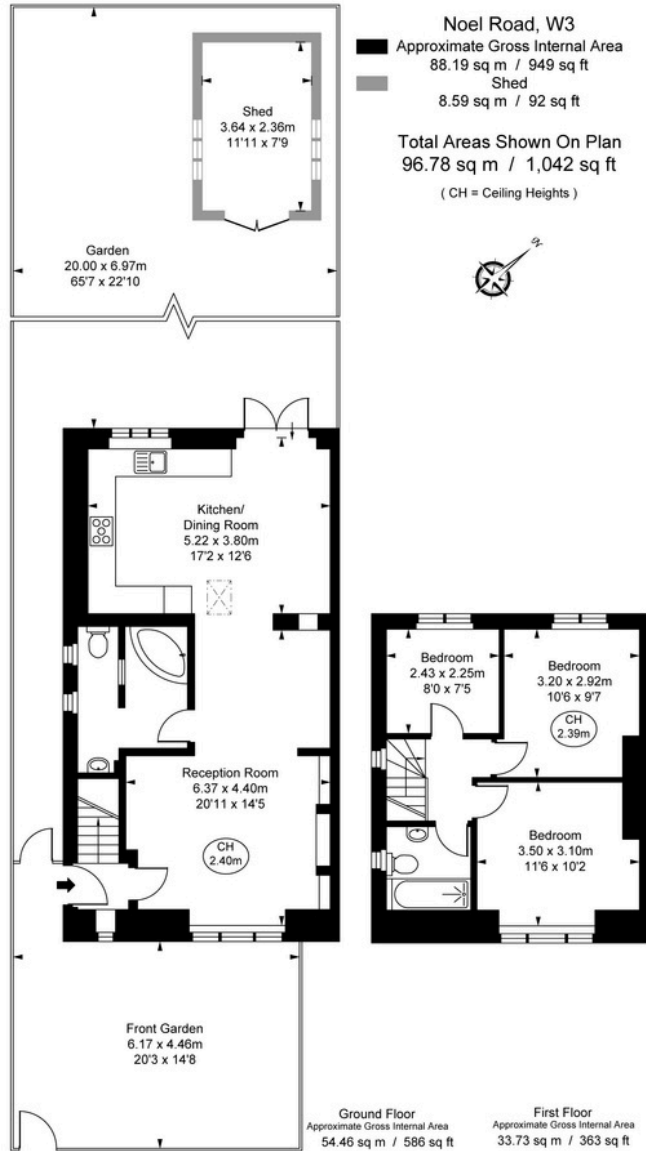 Noel Road, W3
Approximate Gross Internal Area
88.19 sq m / 949 sq ft
Shed
8.59 sq m / 92 sq ft
Total Areas Shown On Plan
96.78 sq m / 1,042 sq ft
( CH = Ceiling Heights )
N
Shed
3.64 x 2.36m
11'11 x 7'9
Garden
20.00 x 6.97m
65'7 x 22'10
Kitchen/
Dining Room
5.22 x 3.80m
17'2 x 12'6
Reception Room
6.37 x 4.40m
20'11 x 14'5
CH
2.40m
Front Garden
6.17 x 4.46m
20'3 x 14'8
Bedroom
2.43 x 2.25m
8'0 x 7'5
Bedroom
3.20 x 2.92m
10'6 x 9'7
CH
2.39m
Bedroom
3.50 x 3.10m
11'6 x 10'2
Ground Floor
Approximate Gross Internal Area
54.46 sq m / 586 sq ft
First Floor
Approximate Gross Internal Area
33.73 sq m / 363 sq ft